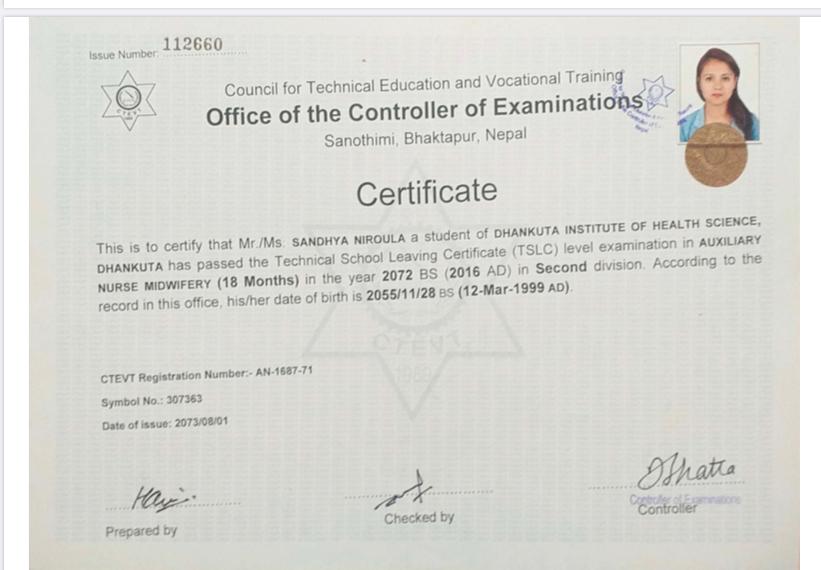 Issue Number: 112660
Council for Technical Education and Vocational Training
Office of the Controller of Examinations
Sanothimi, Bhaktapur, Nepal
Certificate
This is to certify that Mr./Ms. SANDHYA NIROULA a student of DHANKUTA INSTITUTE OF HEALTH SCIENCE,
DHANKUTA has passed the Technical School Leaving Certificate (TSLC) level examination in AUXILIARY
NURSE MIDWIFERY (18 Months) in the year 2072 BS (2016 AD) in Second division. According to the
record in this office, his/her date of birth is 2055/11/28 BS (12-Mar-1999 AD).
CTEVT
1989
CTEVT Registration Number:- AN-1687-71
Symbol No.: 307363
Date of issue: 2073/08/01
Prepared by
Checked by
Controller of Examinations
Controller